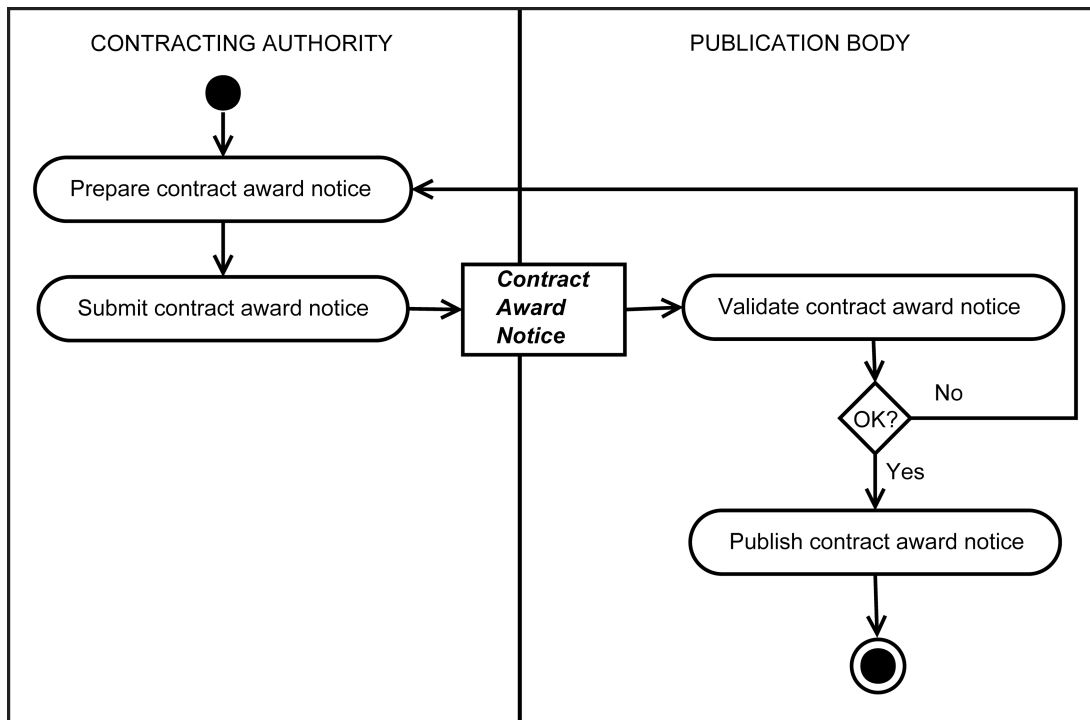 CONTRACTING AUTHORITY
PUBLICATION BODY
Prepare contract award notice
Submit contract award notice
Contract
Award
Notice
Validate contract award notice
No
OK?
Yes
Publish contract award notice